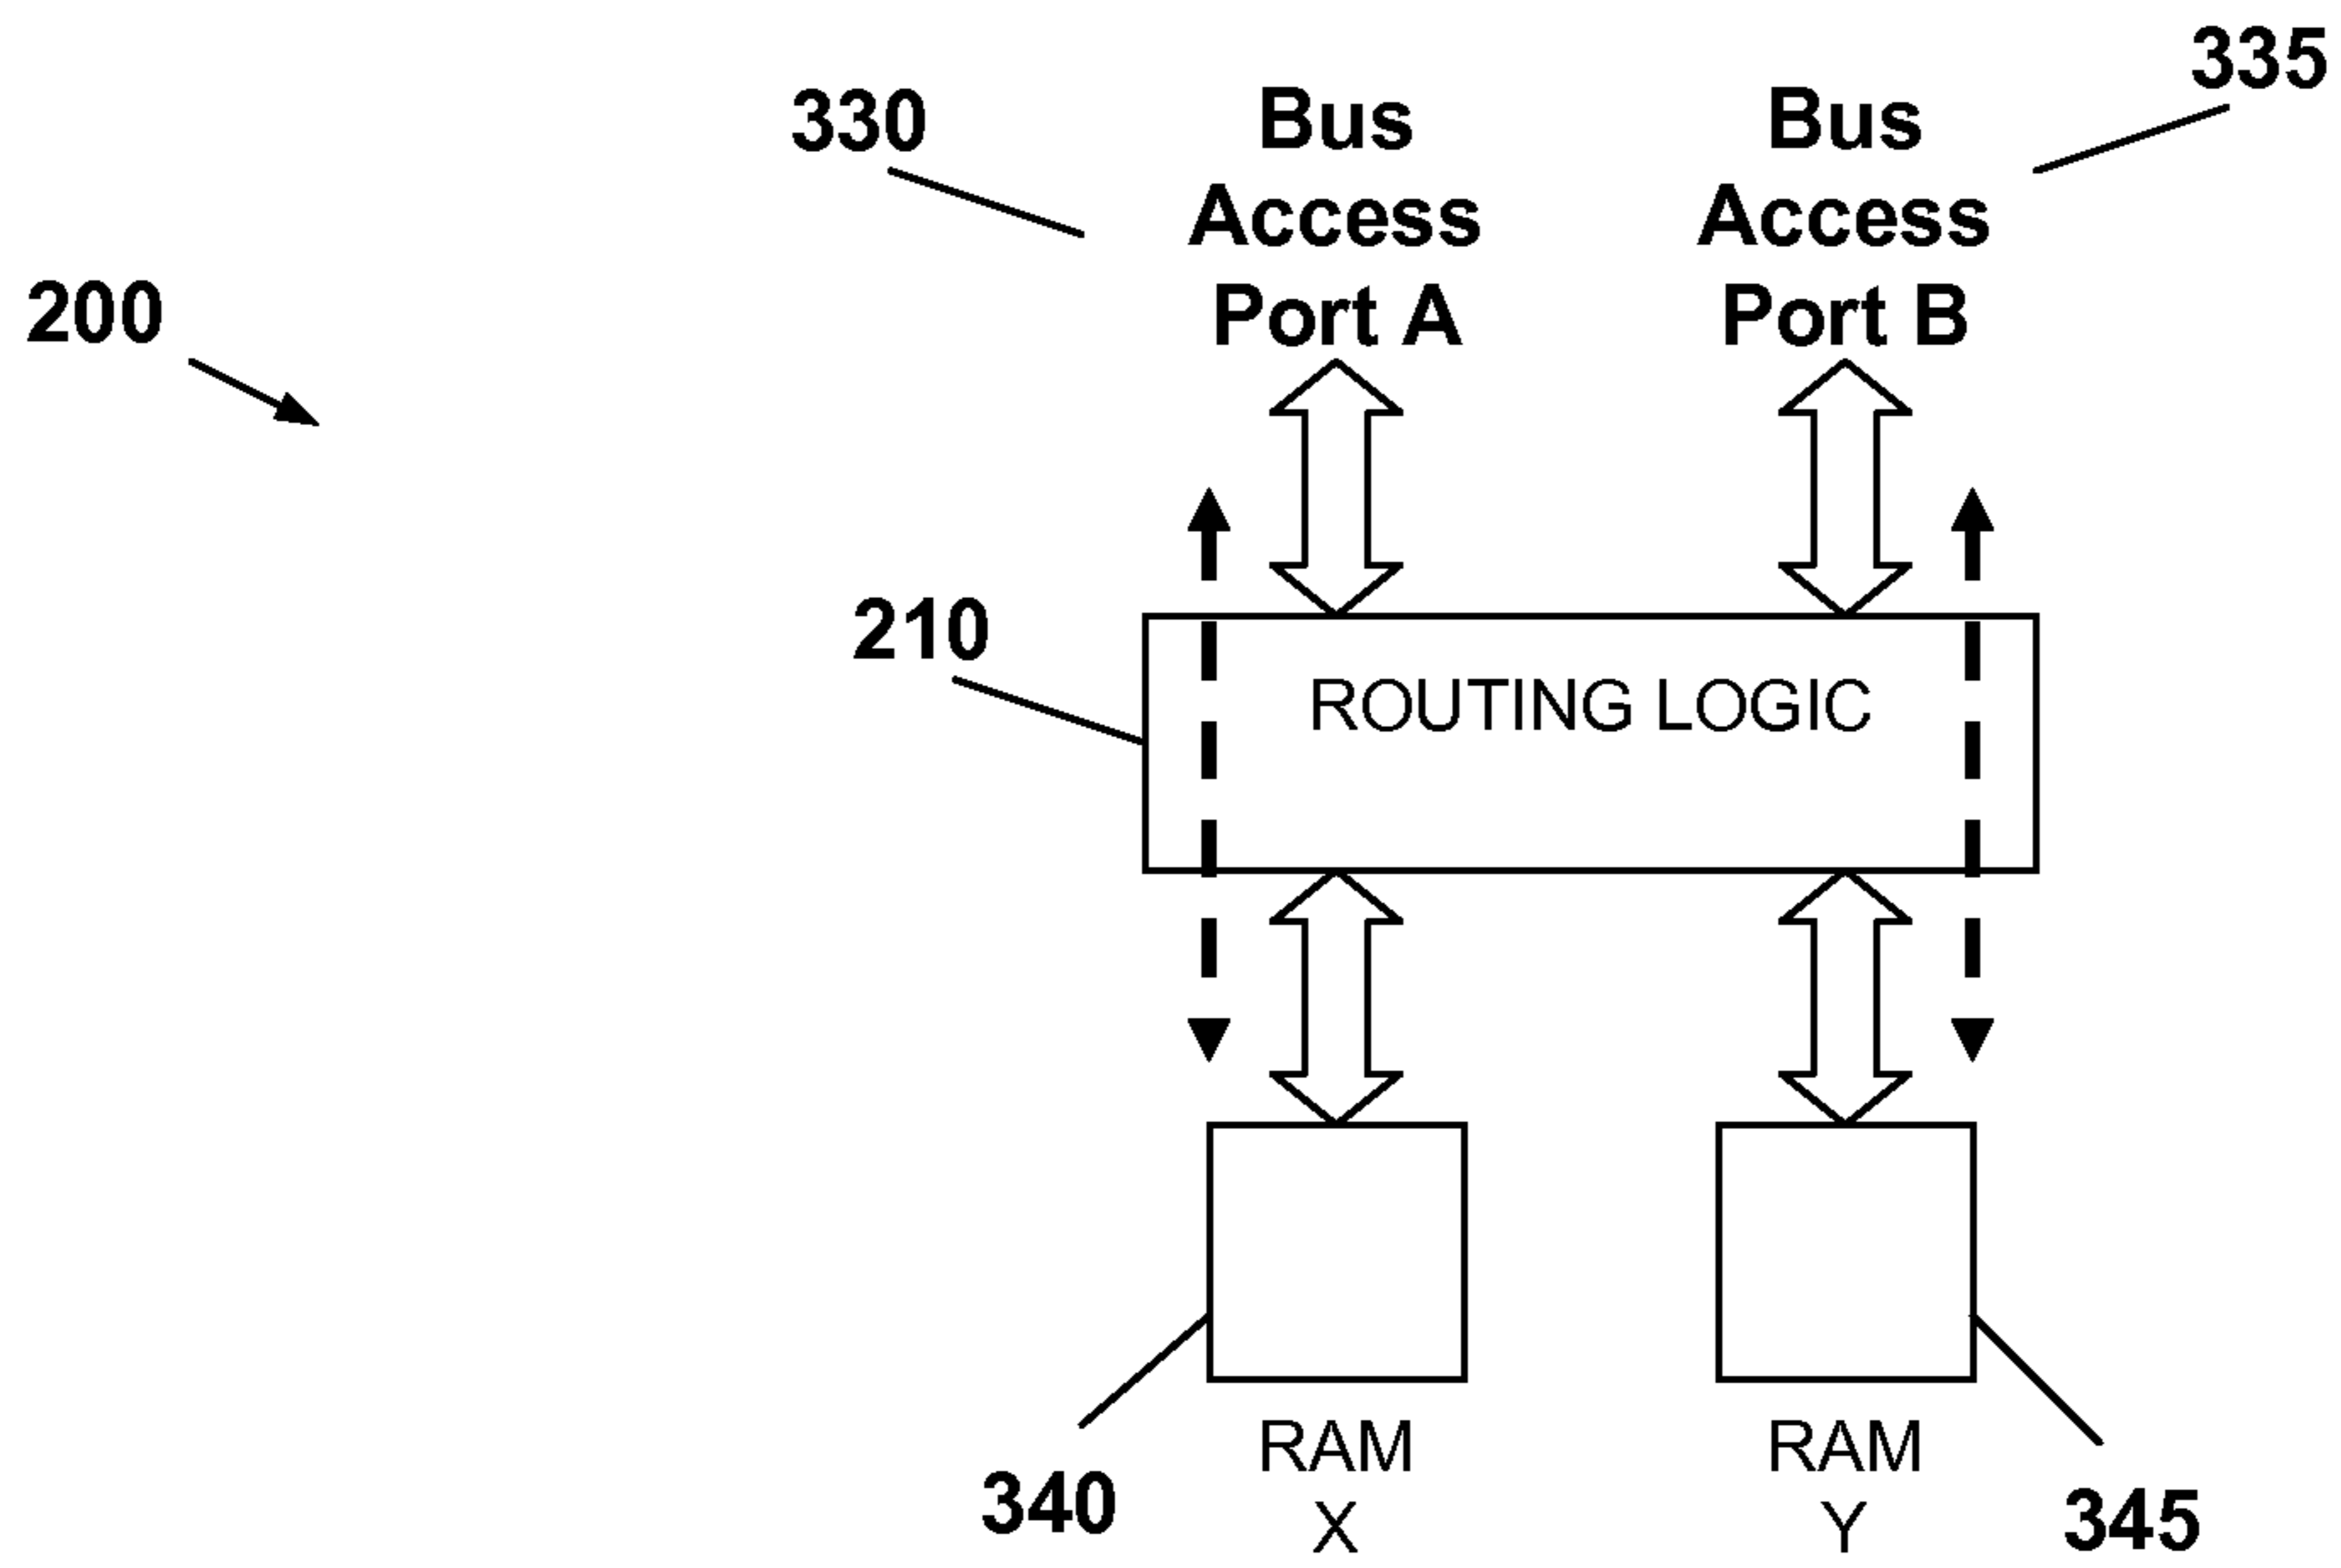 335
330
Bus
Access
Port A
Bus
Access
Port B
200
210
ROUTING LOGIC
RAM
X
RAM
Y
340
345